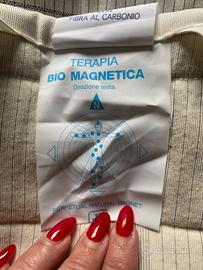 FIBRA AL CARBONIO
TERAPIA
BIO MAGNETICA
Direzione testa
N
PERPETUAL NATURAL MAGNET